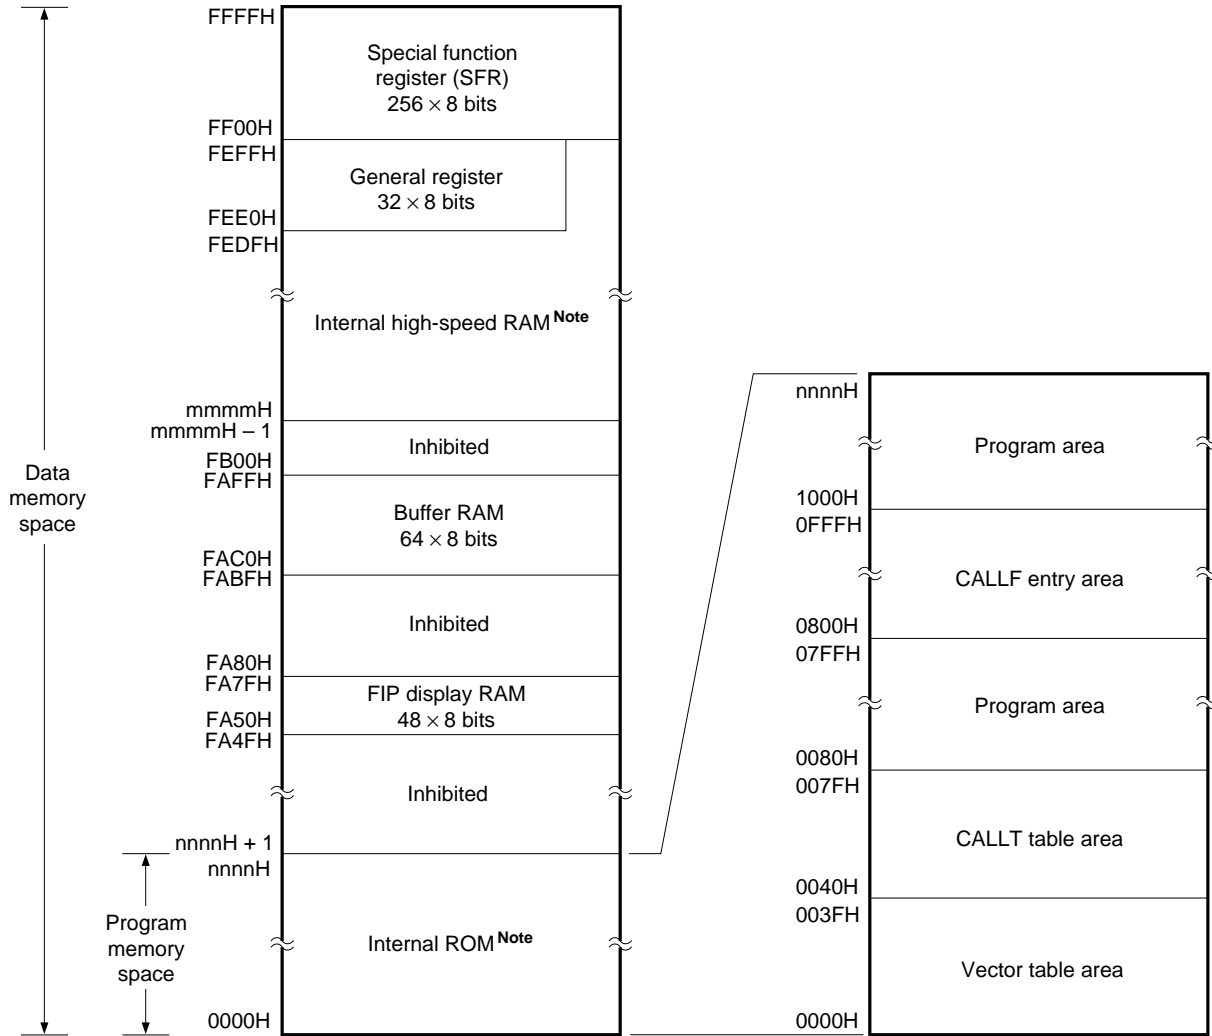 FFFFH
Special function
register (SFR)
256 × 8 bits
FF00H
FEFFH
General register
32 × 8 bits
FEE0H
FEDFH
Internal high-speed RAM Note
mmmmH
mmmmH – 1
Inhibited
FB00H
FAFFH
Data
memory
space
Buffer RAM
64 × 8 bits
FAC0H
FABFH
Inhibited
FA80H
FA7FH
FIP display RAM
48 × 8 bits
FA50H
FA4FH
Inhibited
nnnnH + 1
nnnnH
Program
memory
space
Internal ROM Note
0000H
nnnnH
Program area
1000H
0FFFH
CALLF entry area
0800H
07FFH
Program area
0080H
007FH
CALLT table area
0040H
003FH
Vector table area
0000H